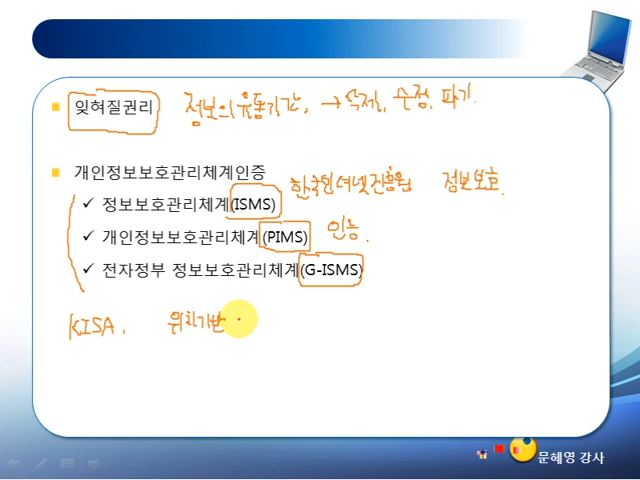 잊혀질권리 정보의 유통기간, → 삭제, 수정, 파기.
개인정보보호관리체계인증
한국인터넷진흥원 정보보호
✓ 정보보호관리체계(ISMS)
✓ 개인정보보호관리체계(PIMS) 인증.
✓ 전자정부 정보보호관리체계(G-ISMS)
KISA, 위치기반
문혜영 강사